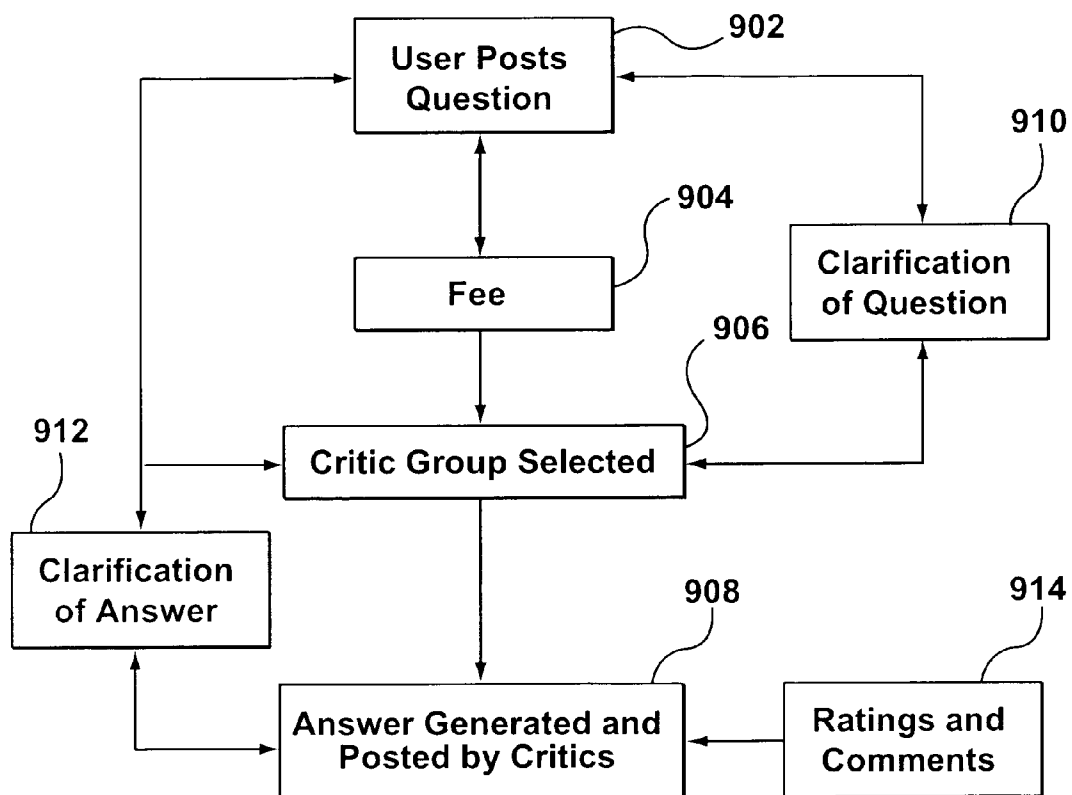 902
User Posts
Question
910
904
Clarification
of Question
Fee
906
912
Critic Group Selected
Clarification
of Answer
908
914
Answer Generated and
Posted by Critics
Ratings and
Comments